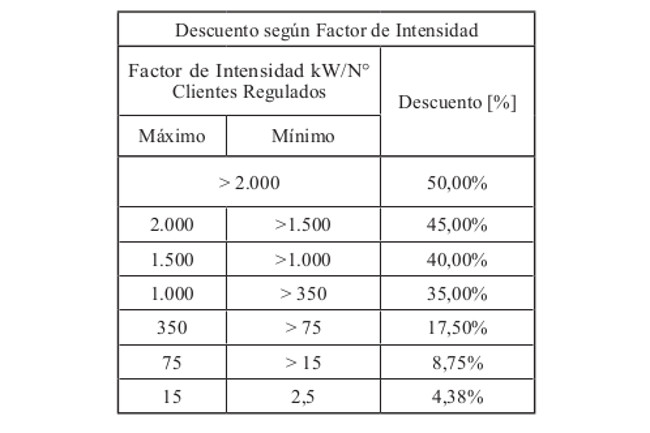 Descuento según Factor de Intensidad
Factor de Intensidad kW/N°
Clientes Regulados
Descuento [%]
Máximo Mínimo
> 2.000 50,00%
2.000 >1.500 45,00%
1.500 >1.000 40,00%
1.000 > 350 35,00%
350 > 75 17,50%
75 > 15 8,75%
15 2,5 4,38%